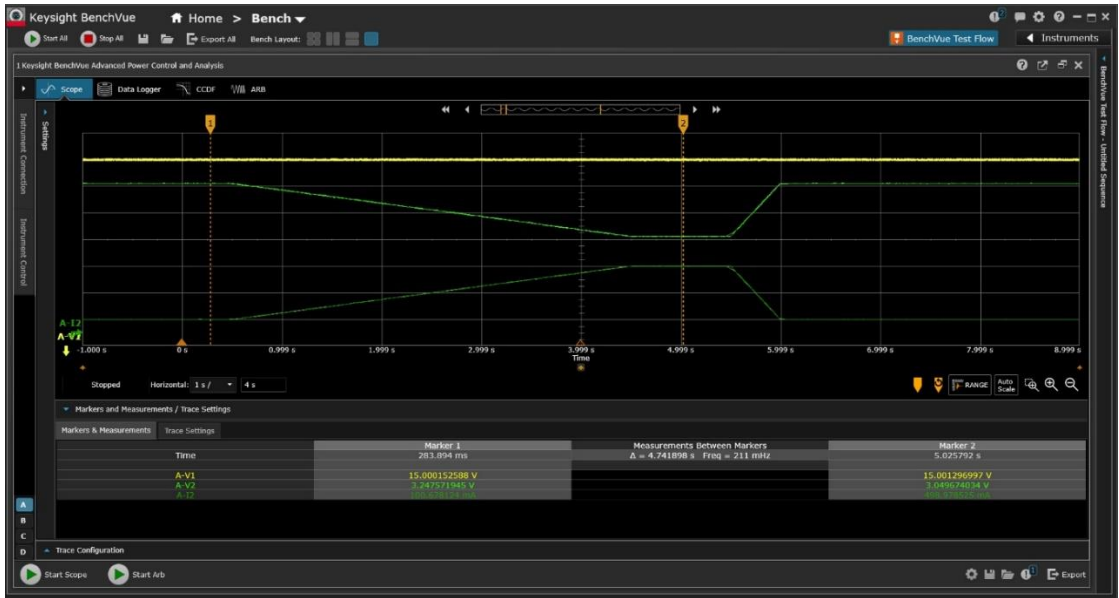 Keysight BenchVue Home > Bench
Start All Stop All Export All Bench Layout: BenchVue Test Flow Instruments
1 Keysight BenchVue Advanced Power Control and Analysis
Scope Data Logger CCDF ARB
Instrument Connection
Instrument Control
Settings
BenchVue Test Flow - Untitled Sequence
1 2
A-I2
A-V1
-1.000 s 0 s 0.999 s 1.999 s 2.999 s 3.999 s 4.999 s 5.999 s 6.999 s 7.999 s 8.999 s
Time
Stopped Horizontal: 1 s / 4 s RANGE Auto Scale
Markers and Measurements / Trace Settings
Markers & Measurements Trace Settings
Marker 1 Measurements Between Markers Marker 2
Time 283.894 ms Δ = 4.741898 s Freq = 211 mHz 5.025792 s
A-V1 15.000152588 V 15.001296997 V
A-V2 3.247571945 V 3.049674034 V
A-I2
A
B
C
D
Trace Configuration
Start Scope Start Arb Export